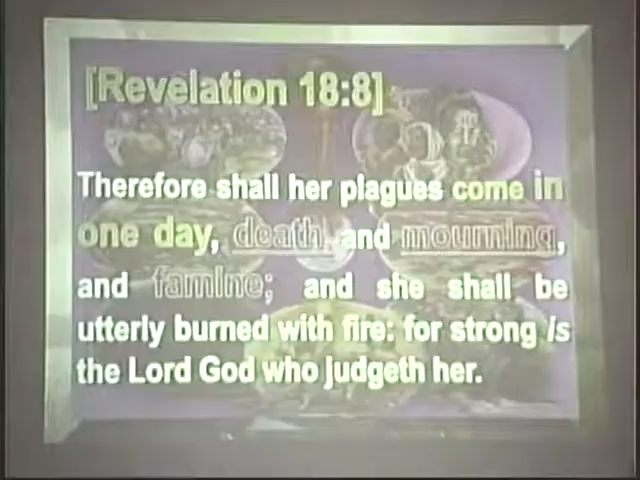 [Revelation 18:8]
Therefore shall her plagues come in
one day, death, and mourning,
and famine; and she shall be
utterly burned with fire: for strong is
the Lord God who judgeth her.